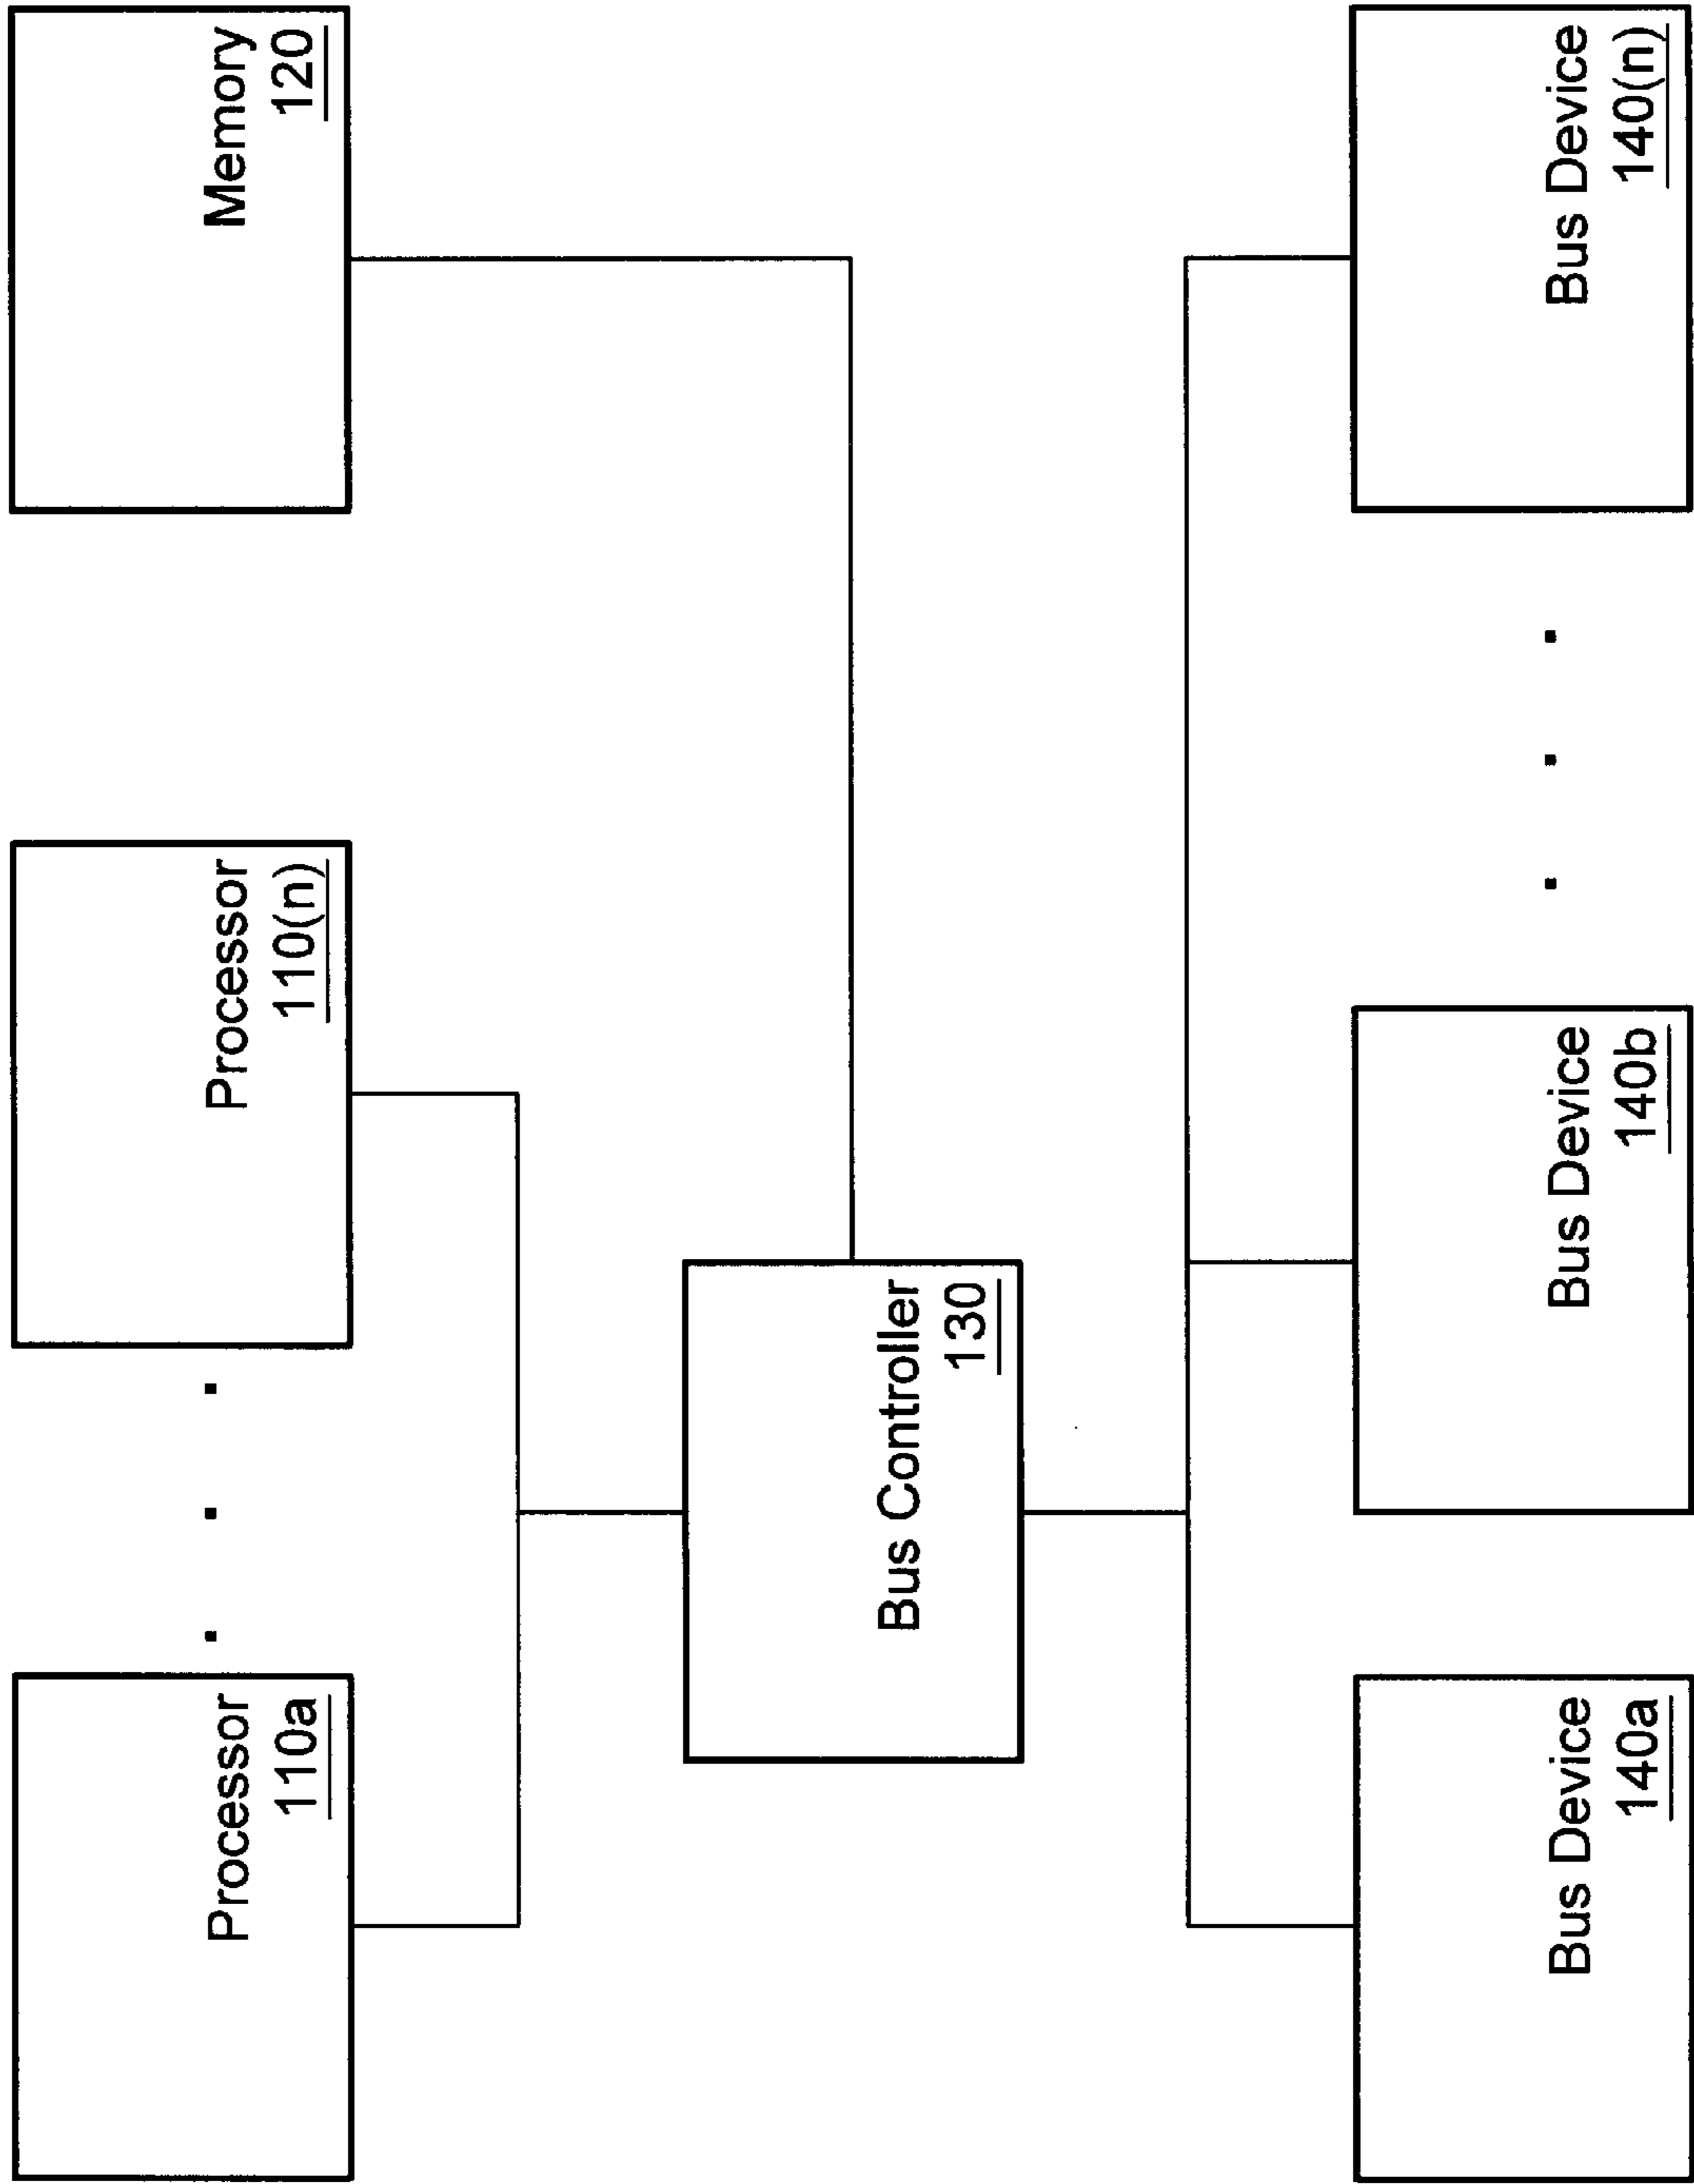 Processor
110a
Processor
110(n)
Memory
120
Bus Controller
130
Bus Device
140a
Bus Device
140b
Bus Device
140(n)